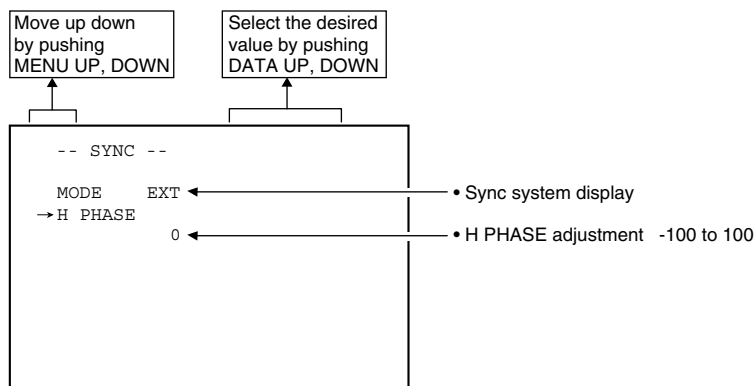 Move up down
by pushing
MENU UP, DOWN
Select the desired
value by pushing
DATA UP, DOWN
-- SYNC --
MODE EXT
• Sync system display
→H PHASE
0
• H PHASE adjustment -100 to 100